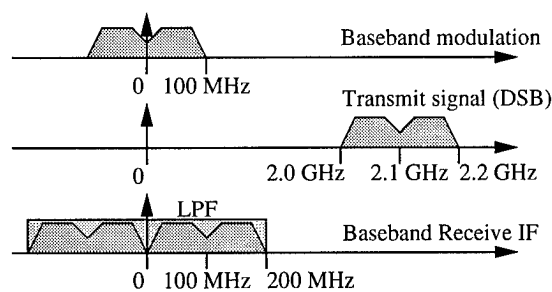 Baseband modulation
0 100 MHz
Transmit signal (DSB)
0 2.0 GHz 2.1 GHz 2.2 GHz
LPF
Baseband Receive IF
0 100 MHz 200 MHz